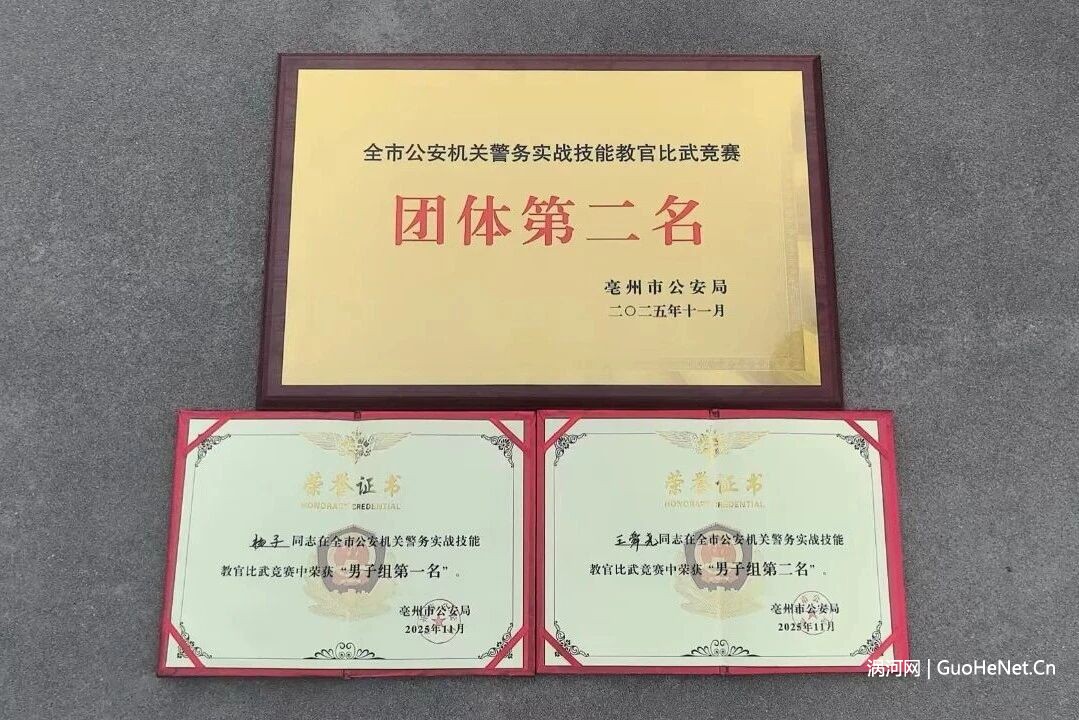 全市公安机关警务实战技能教官比武竞赛
团体第二名
亳州市公安局
二〇二五年十一月
荣誉证书
HONORARY CREDENTIAL
同志在全市公安机关警务实战技能
教官比武竞赛中荣获“男子组第一名”。
亳州市公安局
2025年11月
荣誉证书
HONORARY CREDENTIAL
同志在全市公安机关警务实战技能
教官比武竞赛中荣获“男子组第二名”。
亳州市公安局
2025年11月
涡河网 | GuoHeNet.Cn